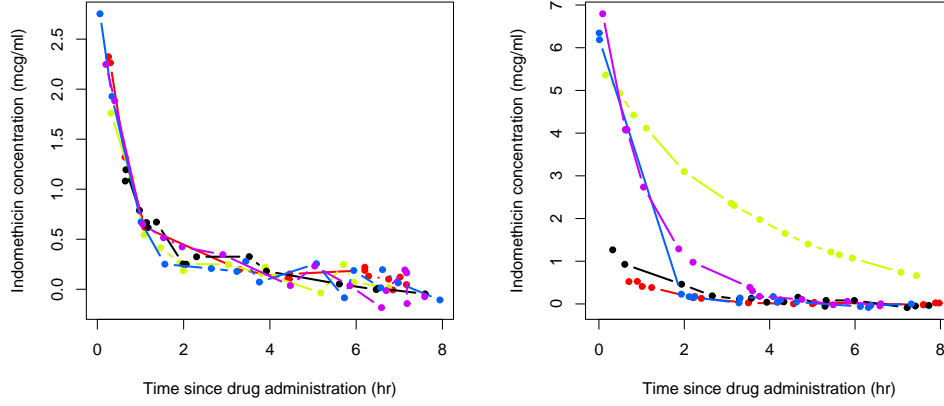 Indomethicin concentration (mcg/ml)
2.5
2.0
1.5
1.0
0.5
0.0
0 2 4 6 8
Time since drug administration (hr)
Indomethicin concentration (mcg/ml)
7
6
5
4
3
2
1
0
0 2 4 6 8
Time since drug administration (hr)